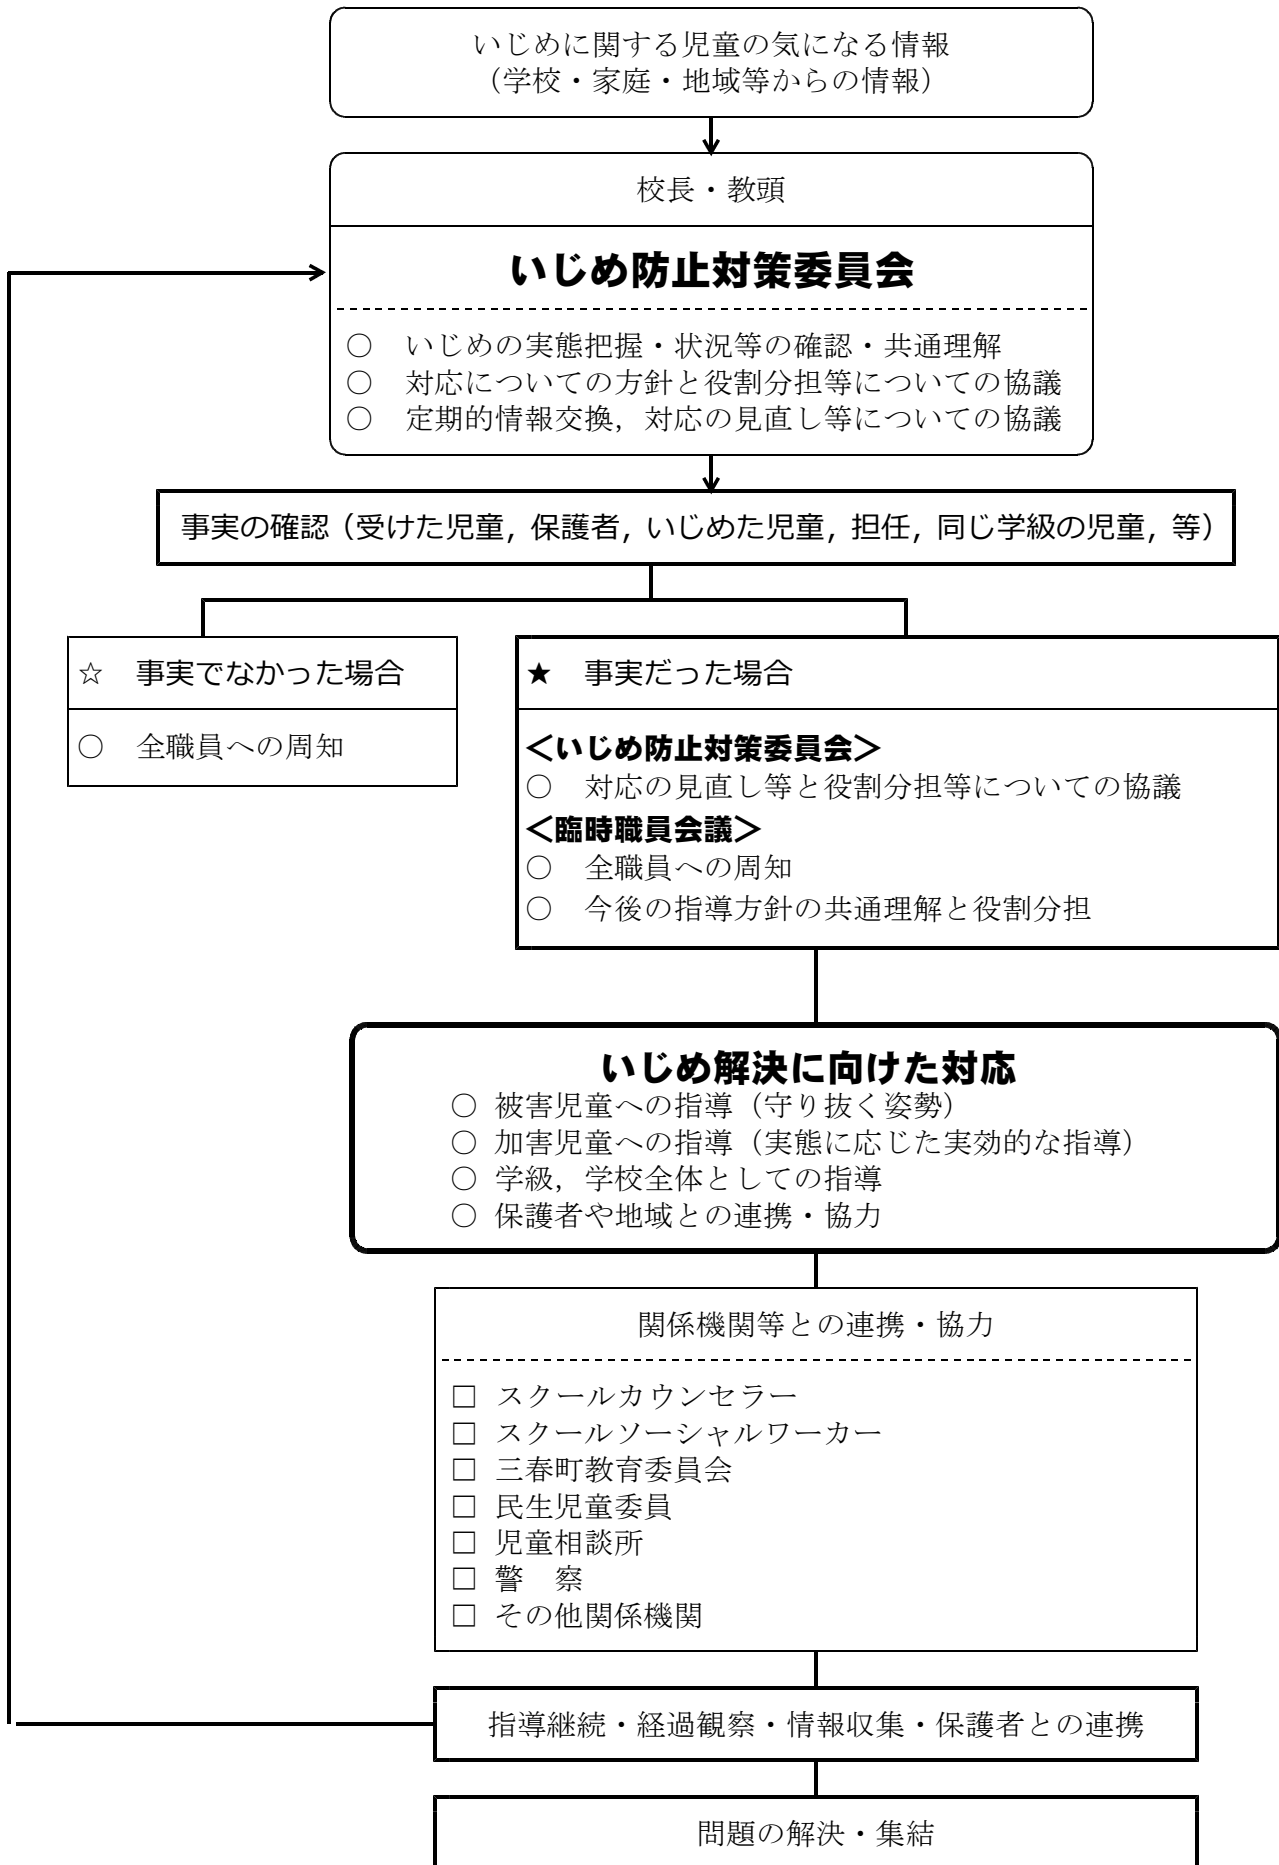 いじめに関する児童の気になる情報
（学校・家庭・地域等からの情報）
校長・教頭
いじめ防止対策委員会
○　いじめの実態把握・状況等の確認・共通理解
○　対応についての方針と役割分担等についての協議
○　定期的情報交換，対応の見直し等についての協議
事実の確認（受けた児童，保護者，いじめた児童，担任，同じ学級の児童，等）
☆　事実でなかった場合
○　全職員への周知
★　事実だった場合
＜いじめ防止対策委員会＞
○　対応の見直し等と役割分担等についての協議
＜臨時職員会議＞
○　全職員への周知
○　今後の指導方針の共通理解と役割分担
いじめ解決に向けた対応
○ 被害児童への指導（守り抜く姿勢）
○ 加害児童への指導（実態に応じた実効的な指導）
○ 学級，学校全体としての指導
○ 保護者や地域との連携・協力
関係機関等との連携・協力
□ スクールカウンセラー
□ スクールソーシャルワーカー
□ 三春町教育委員会
□ 民生児童委員
□ 児童相談所
□ 警　察
□ その他関係機関
指導継続・経過観察・情報収集・保護者との連携
問題の解決・集結